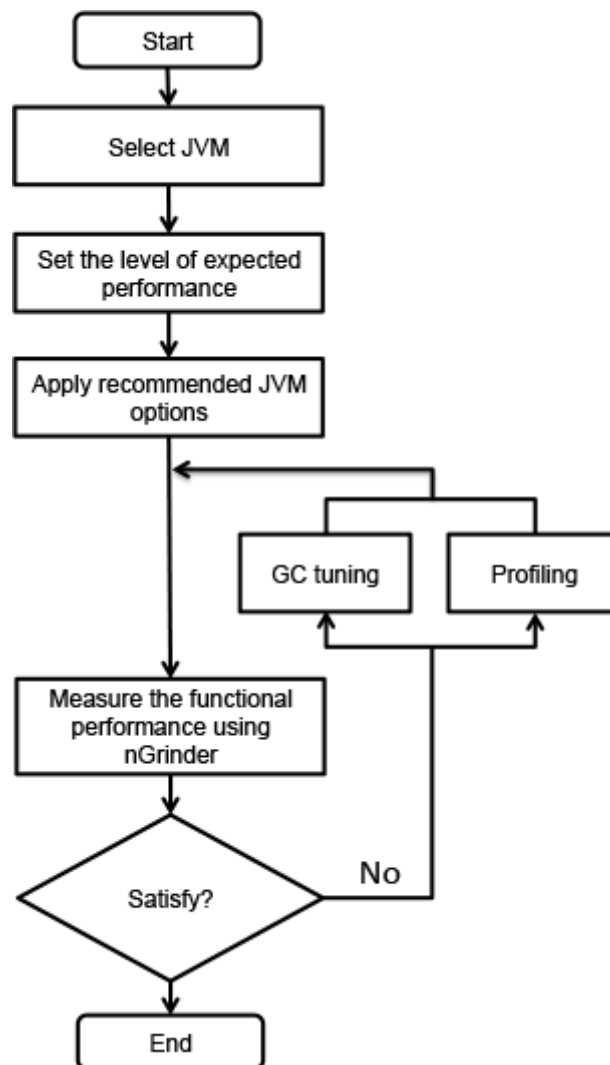 Start
Select JVM
Set the level of expected
performance
Apply recommended JVM
options
GC tuning
Profiling
Measure the functional
performance using
nGrinder
Satisfy?
No
End